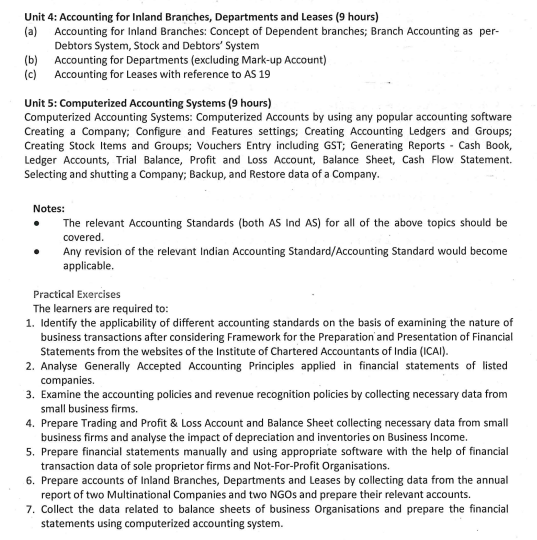 Unit 4: Accounting for Inland Branches, Departments and Leases (9 hours)
(a) Accounting for Inland Branches: Concept of Dependent branches; Branch Accounting as per-
Debtors System, Stock and Debtors' System
(b) Accounting for Departments (excluding Mark-up Account)
(c) Accounting for Leases with reference to AS 19
Unit 5: Computerized Accounting Systems (9 hours)
Computerized Accounting Systems: Computerized Accounts by using any popular accounting software
Creating a Company; Configure and Features settings; Creating Accounting Ledgers and Groups;
Creating Stock Items and Groups; Vouchers Entry including GST; Generating Reports - Cash Book,
Ledger Accounts, Trial Balance, Profit and Loss Account, Balance Sheet, Cash Flow Statement.
Selecting and shutting a Company; Backup, and Restore data of a Company.
Notes:
• The relevant Accounting Standards (both AS Ind AS) for all of the above topics should be
covered.
• Any revision of the relevant Indian Accounting Standard/Accounting Standard would become
applicable.
Practical Exercises
The learners are required to:
1. Identify the applicability of different accounting standards on the basis of examining the nature of
business transactions after considering Framework for the Preparation and Presentation of Financial
Statements from the websites of the Institute of Chartered Accountants of India (ICAI).
2. Analyse Generally Accepted Accounting Principles applied in financial statements of listed
companies.
3. Examine the accounting policies and revenue recognition policies by collecting necessary data from
small business firms.
4. Prepare Trading and Profit & Loss Account and Balance Sheet collecting necessary data from small
business firms and analyse the impact of depreciation and inventories on Business Income.
5. Prepare financial statements manually and using appropriate software with the help of financial
transaction data of sole proprietor firms and Not-For-Profit Organisations.
6. Prepare accounts of Inland Branches, Departments and Leases by collecting data from the annual
report of two Multinational Companies and two NGOs and prepare their relevant accounts.
7. Collect the data related to balance sheets of business Organisations and prepare the financial
statements using computerized accounting system.